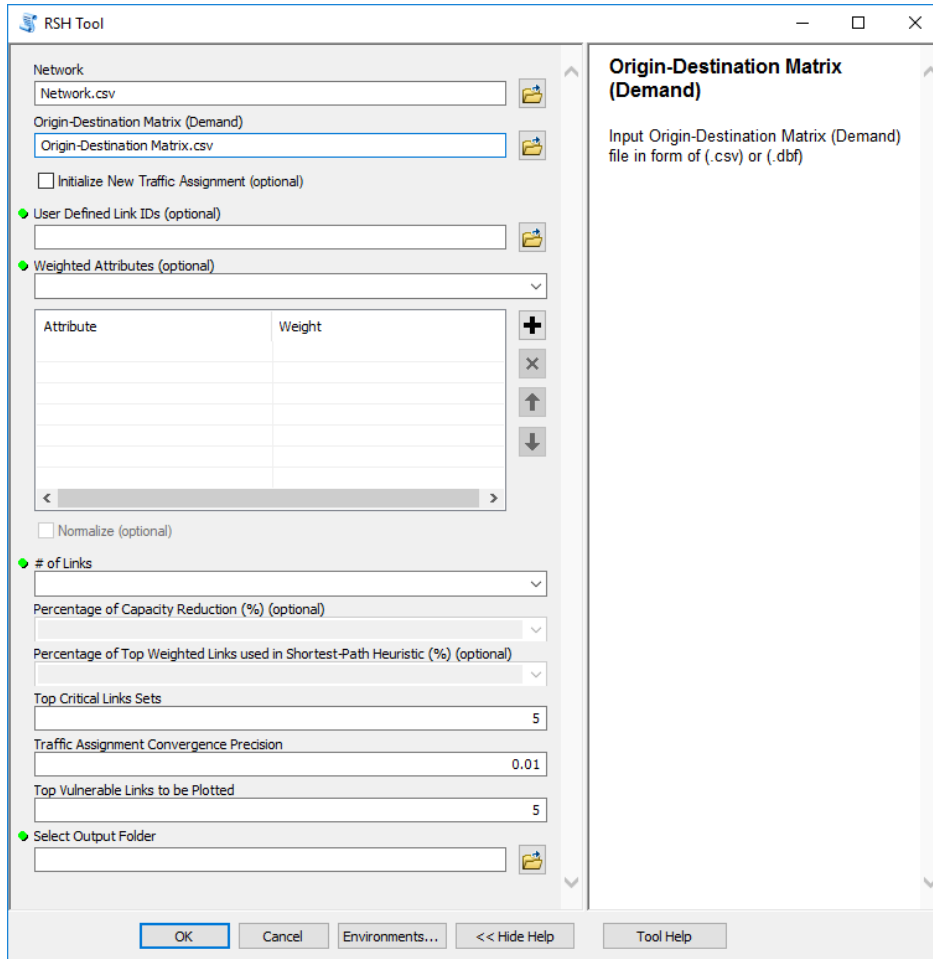 RSH Tool
Network
Network.csv
Origin-Destination Matrix (Demand)
Origin-Destination Matrix.csv
Initialize New Traffic Assignment (optional)
User Defined Link IDs (optional)
Weighted Attributes (optional)
Attribute Weight
Normalize (optional)
# of Links
Percentage of Capacity Reduction (%) (optional)
Percentage of Top Weighted Links used in Shortest-Path Heuristic (%) (optional)
Top Critical Links Sets
5
Traffic Assignment Convergence Precision
0.01
Top Vulnerable Links to be Plotted
5
Select Output Folder
Origin-Destination Matrix
(Demand)
Input Origin-Destination Matrix (Demand)
file in form of (.csv) or (.dbf)
OK Cancel Environments... << Hide Help Tool Help